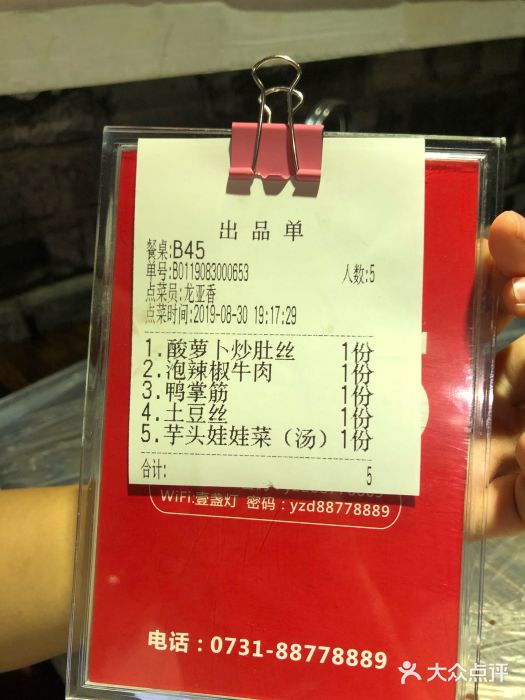 出品单
餐桌:B45
单号:B0119083000653 人数:5
点菜员:龙亚香
点菜时间:2019-08-30 19:17:29
1.酸萝卜炒肚丝 1份
2.泡辣椒牛肉 1份
3.鸭掌筋 1份
4.土豆丝 1份
5.芋头娃娃菜（汤）1份
合计: 5
WiFi:壹盏灯 密码：yzd88778889
电话：0731-88778889
大众点评